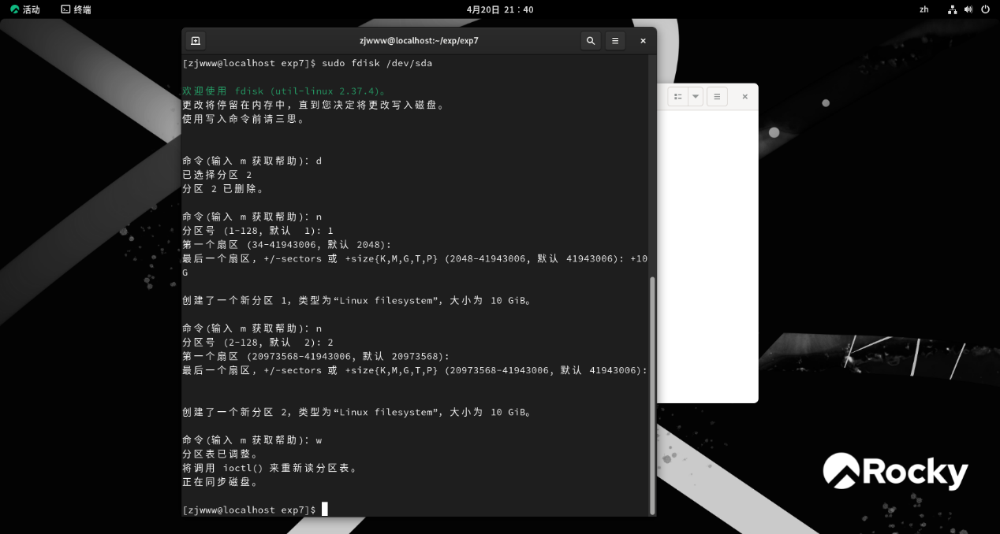 活动 终端 4月20日 21：40 zh
zjwww@localhost:~/exp/exp7
[zjwww@localhost exp7]$ sudo fdisk /dev/sda
欢迎使用 fdisk (util-linux 2.37.4)。
更改将停留在内存中，直到您决定将更改写入磁盘。
使用写入命令前请三思。
命令(输入 m 获取帮助)：d
已选择分区 2
分区 2 已删除。
命令(输入 m 获取帮助)：n
分区号 (1-128, 默认  1): 1
第一个扇区 (34-41943006, 默认 2048):
最后一个扇区，+/-sectors 或 +size{K,M,G,T,P} (2048-41943006, 默认 41943006): +10
G
创建了一个新分区 1，类型为“Linux filesystem”，大小为 10 GiB。
命令(输入 m 获取帮助)：n
分区号 (2-128, 默认  2): 2
第一个扇区 (20973568-41943006, 默认 20973568):
最后一个扇区，+/-sectors 或 +size{K,M,G,T,P} (20973568-41943006, 默认 41943006):
创建了一个新分区 2，类型为“Linux filesystem”，大小为 10 GiB。
命令(输入 m 获取帮助)：w
分区表已调整。
将调用 ioctl() 来重新读分区表。
正在同步磁盘。
[zjwww@localhost exp7]$
Rocky